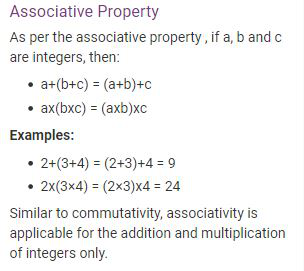 Associative Property
As per the associative property , if a, b and c
are integers, then:
• a+(b+c) = (a+b)+c
• ax(bxc) = (axb)xc
Examples:
• 2+(3+4) = (2+3)+4 = 9
• 2x(3×4) = (2×3)x4 = 24
Similar to commutativity, associativity is
applicable for the addition and multiplication
of integers only.